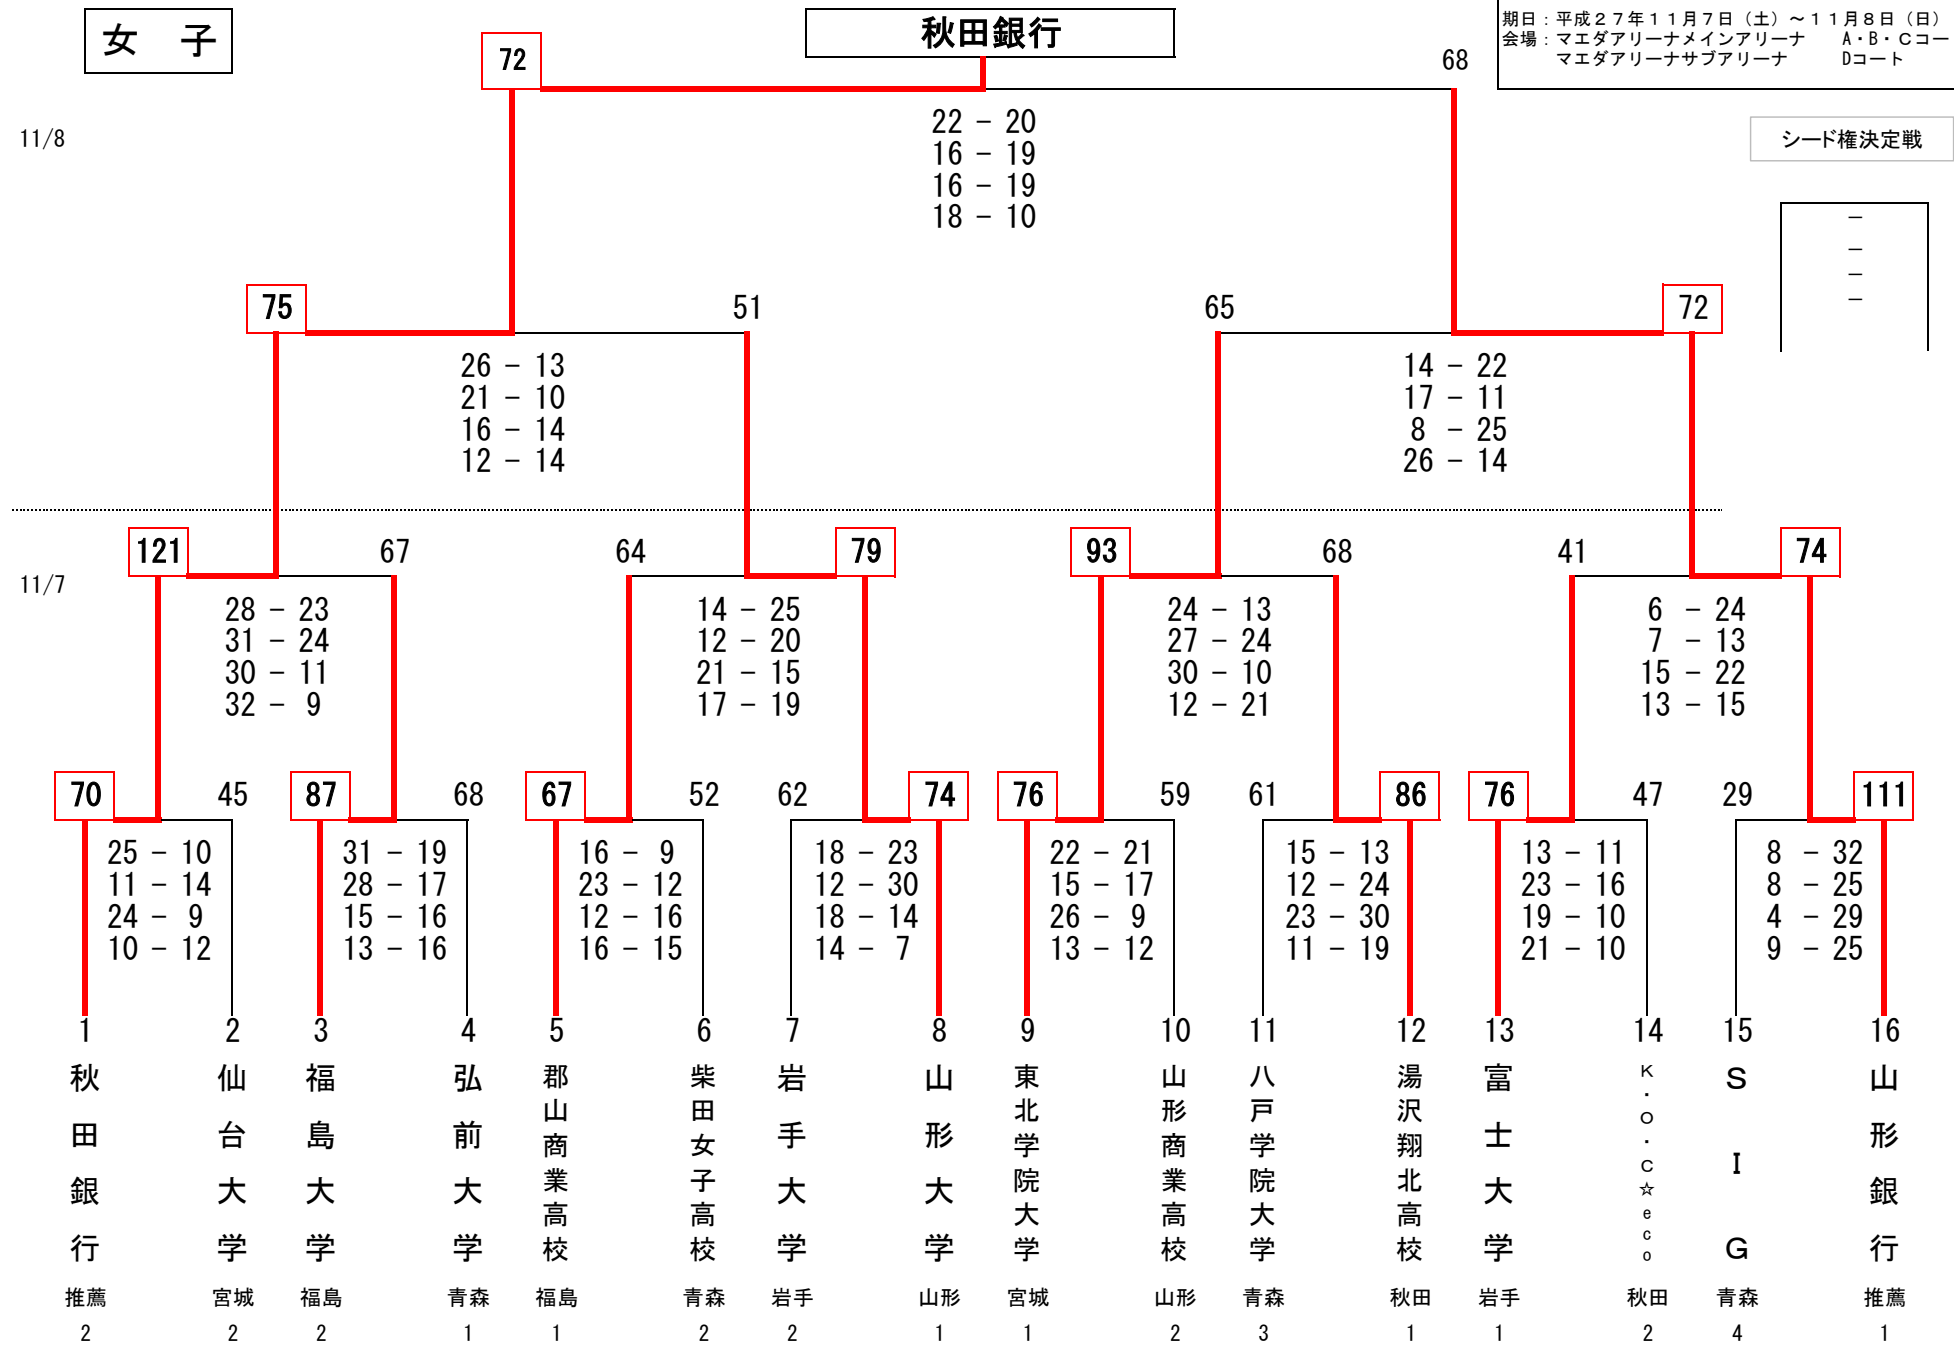 女　子
秋田銀行
期日：平成２７年１１月７日（土）～１１月８日（日）
会場：マエダアリーナメインアリーナ　A・B・Cコー
マエダアリーナサブアリーナ　Dコート
72
68
11/8
シード権決定戦
22 － 20
16 － 19
16 － 19
18 － 10
－
－
－
－
75
51
65
72
26 － 13
21 － 10
16 － 14
12 － 14
14 － 22
17 － 11
8 － 25
26 － 14
121
67
64
79
93
68
41
74
11/7
28 － 23
31 － 24
30 － 11
32 － 9
14 － 25
12 － 20
21 － 15
17 － 19
24 － 13
27 － 24
30 － 10
12 － 21
6 － 24
7 － 13
15 － 22
13 － 15
70
45
87
68
67
52
62
74
76
59
61
86
76
47
29
111
25 － 10
11 － 14
24 － 9
10 － 12
31 － 19
28 － 17
15 － 16
13 － 16
16 － 9
23 － 12
12 － 16
16 － 15
18 － 23
12 － 30
18 － 14
14 － 7
22 － 21
15 － 17
26 － 9
13 － 12
15 － 13
12 － 24
23 － 30
11 － 19
13 － 11
23 － 16
19 － 10
21 － 10
8 － 32
8 － 25
4 － 29
9 － 25
1
秋田銀行
推薦
2
2
仙台大学
宮城
2
3
福島大学
福島
2
4
弘前大学
青森
1
5
郡山商業高校
福島
1
6
柴田女子高校
青森
2
7
岩手大学
岩手
2
8
山形大学
山形
1
9
東北学院大学
宮城
1
10
山形商業高校
山形
2
11
八戸学院大学
青森
3
12
湯沢翔北高校
秋田
1
13
富士大学
岩手
1
14
K・O・C☆eco
秋田
2
15
SIG
青森
4
16
山形銀行
推薦
1